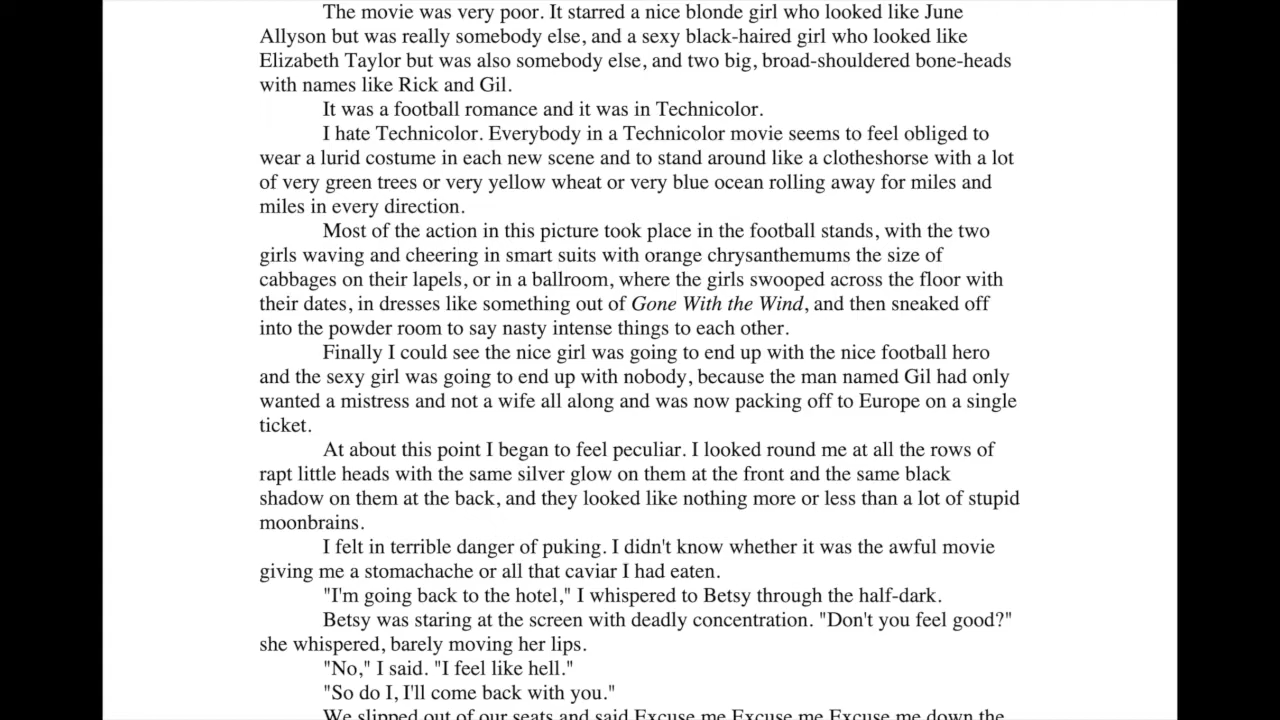 The movie was very poor. It starred a nice blonde girl who looked like June
Allyson but was really somebody else, and a sexy black-haired girl who looked like
Elizabeth Taylor but was also somebody else, and two big, broad-shouldered bone-heads
with names like Rick and Gil.
It was a football romance and it was in Technicolor.
I hate Technicolor. Everybody in a Technicolor movie seems to feel obliged to
wear a lurid costume in each new scene and to stand around like a clotheshorse with a lot
of very green trees or very yellow wheat or very blue ocean rolling away for miles and
miles in every direction.
Most of the action in this picture took place in the football stands, with the two
girls waving and cheering in smart suits with orange chrysanthemums the size of
cabbages on their lapels, or in a ballroom, where the girls swooped across the floor with
their dates, in dresses like something out of Gone With the Wind, and then sneaked off
into the powder room to say nasty intense things to each other.
Finally I could see the nice girl was going to end up with the nice football hero
and the sexy girl was going to end up with nobody, because the man named Gil had only
wanted a mistress and not a wife all along and was now packing off to Europe on a single
ticket.
At about this point I began to feel peculiar. I looked round me at all the rows of
rapt little heads with the same silver glow on them at the front and the same black
shadow on them at the back, and they looked like nothing more or less than a lot of stupid
moonbrains.
I felt in terrible danger of puking. I didn't know whether it was the awful movie
giving me a stomachache or all that caviar I had eaten.
"I'm going back to the hotel," I whispered to Betsy through the half-dark.
Betsy was staring at the screen with deadly concentration. "Don't you feel good?"
she whispered, barely moving her lips.
"No," I said. "I feel like hell."
"So do I, I'll come back with you."
We slipped out of our seats and said Excuse me Excuse me Excuse me down the